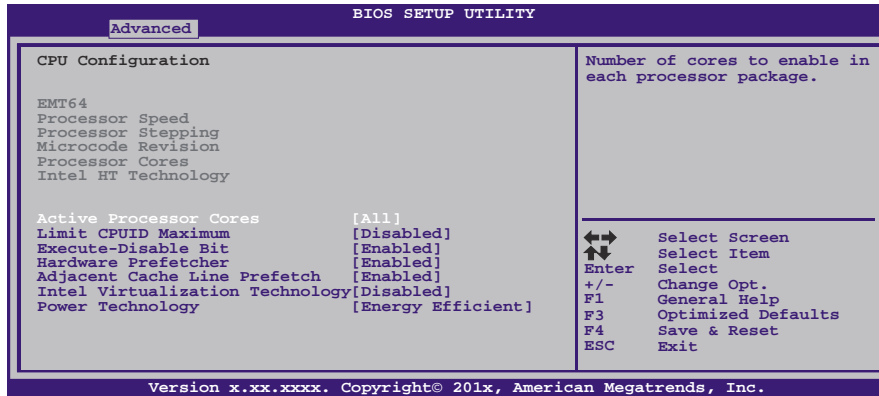 BIOS SETUP UTILITY
Advanced
CPU Configuration
EMT64
Processor Speed
Processor Stepping
Microcode Revision
Processor Cores
Intel HT Technology
Active Processor Cores [All]
Limit CPUID Maximum [Disabled]
Execute-Disable Bit [Enabled]
Hardware Prefetcher [Enabled]
Adjacent Cache Line Prefetch [Enabled]
Intel Virtualization Technology[Disabled]
Power Technology [Energy Efficient]
Number of cores to enable in
each processor package.
Select Screen
Select Item
Enter Select
+/- Change Opt.
F1 General Help
F3 Optimized Defaults
F4 Save & Reset
ESC Exit
Version x.xx.xxxx. Copyright© 201x, American Megatrends, Inc.